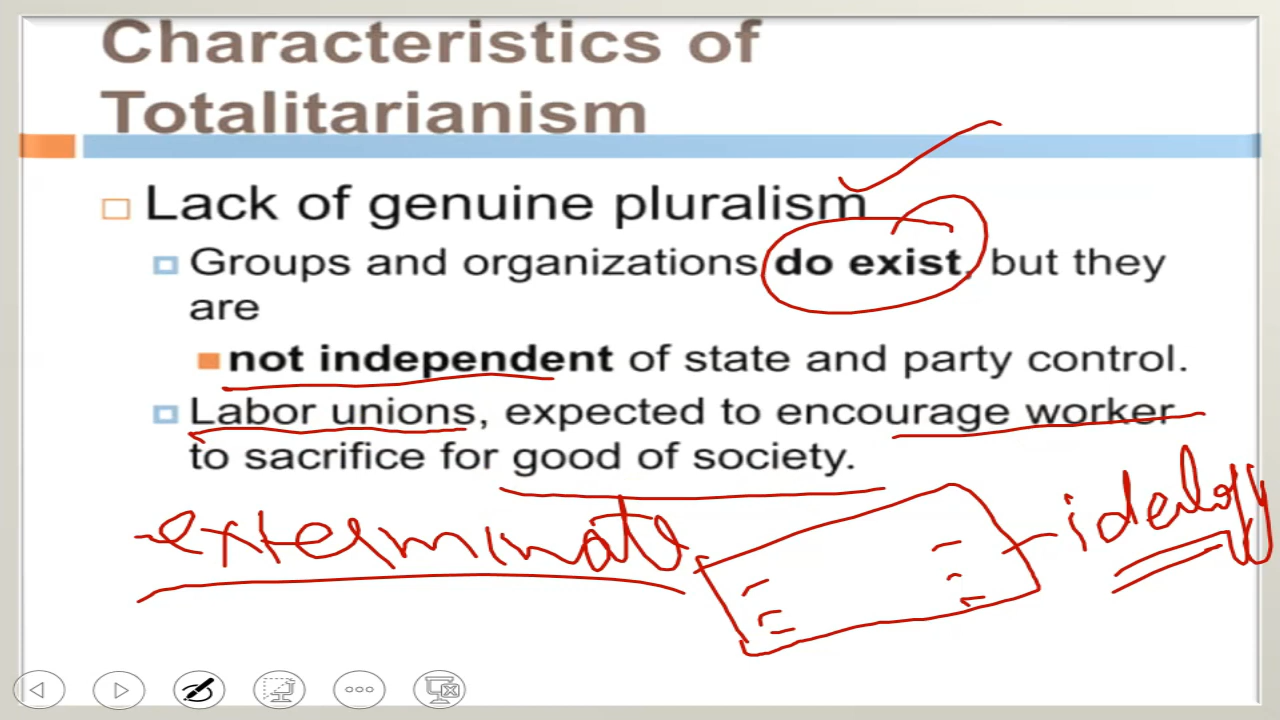 Characteristics of
Totalitarianism
Lack of genuine pluralism
Groups and organizations do exist, but they
are
not independent of state and party control.
Labor unions, expected to encourage worker
to sacrifice for good of society.
exterminate
ideology